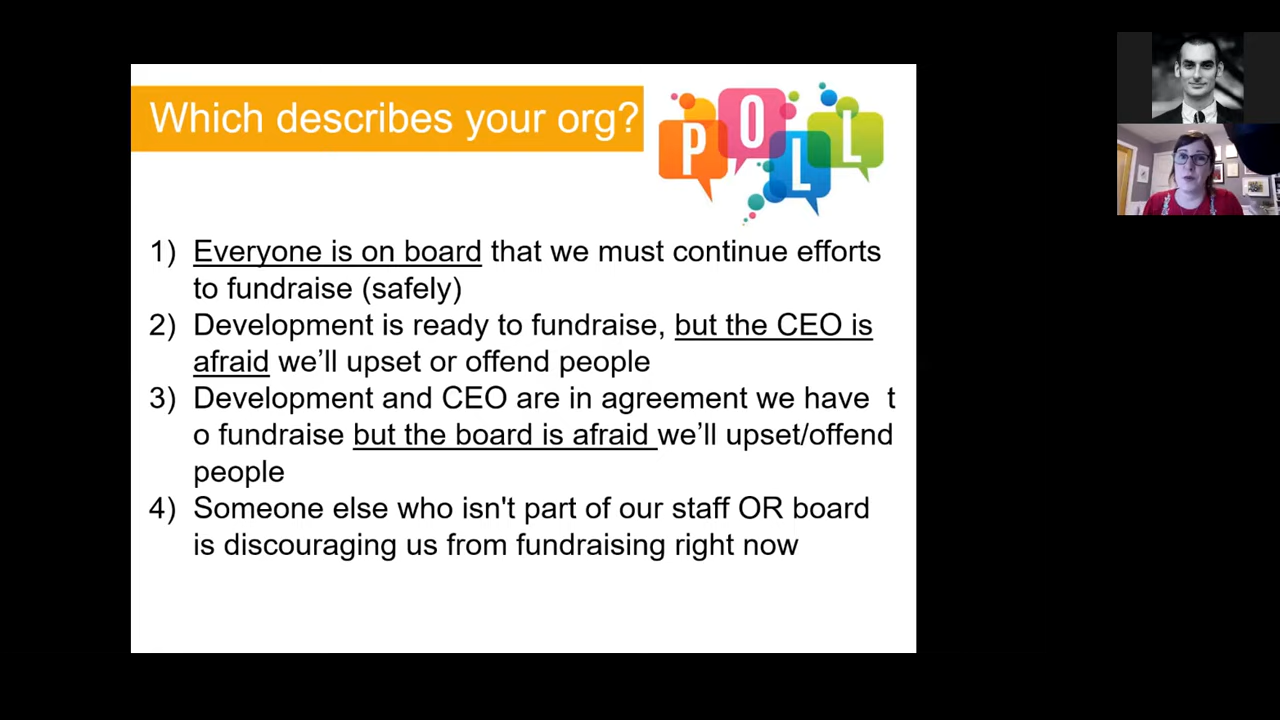 Which describes your org?
P O L L
1) Everyone is on board that we must continue efforts
to fundraise (safely)
2) Development is ready to fundraise, but the CEO is
afraid we’ll upset or offend people
3) Development and CEO are in agreement we have t
o fundraise but the board is afraid we’ll upset/offend
people
4) Someone else who isn't part of our staff OR board
is discouraging us from fundraising right now